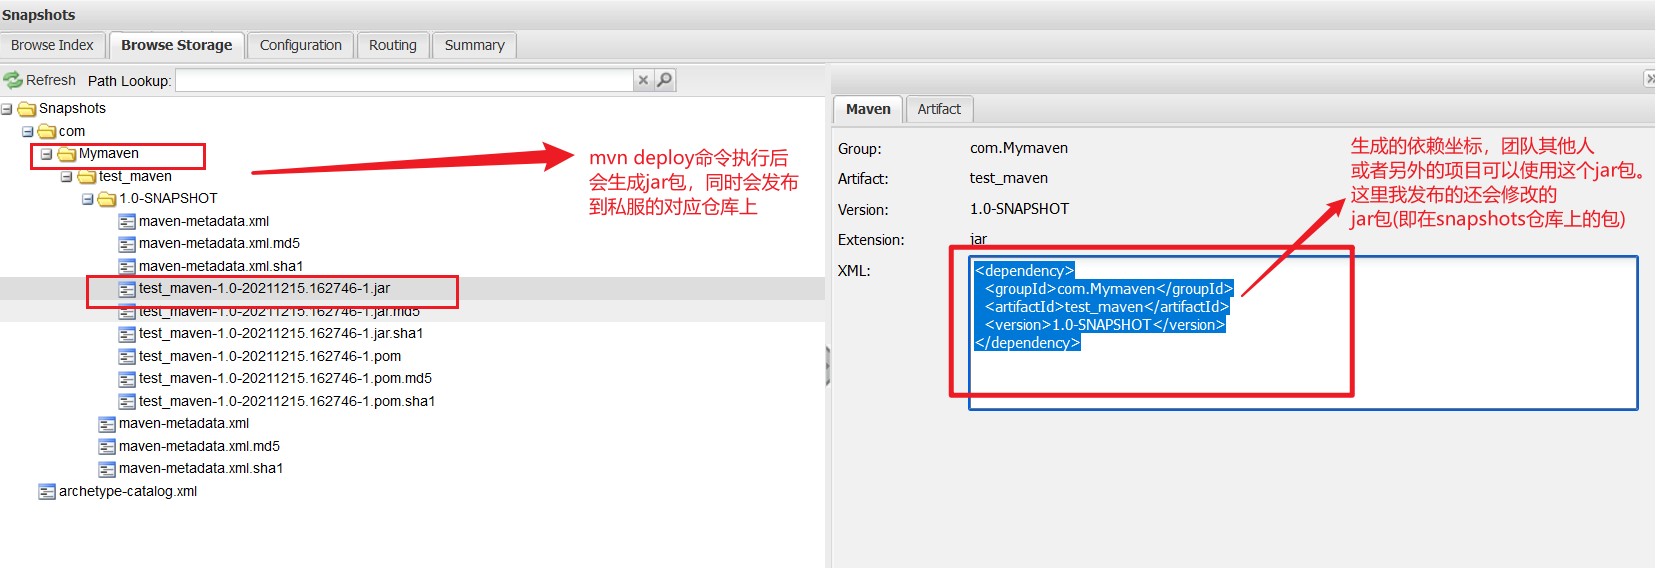 Snapshots
Browse Index
Browse Storage
Configuration
Routing
Summary
Refresh
Path Lookup:
Snapshots
com
Mymaven
test_maven
1.0-SNAPSHOT
maven-metadata.xml
maven-metadata.xml.md5
maven-metadata.xml.sha1
test_maven-1.0-20211215.162746-1.jar
test_maven-1.0-20211215.162746-1.jar.md5
test_maven-1.0-20211215.162746-1.jar.sha1
test_maven-1.0-20211215.162746-1.pom
test_maven-1.0-20211215.162746-1.pom.md5
test_maven-1.0-20211215.162746-1.pom.sha1
maven-metadata.xml
maven-metadata.xml.md5
maven-metadata.xml.sha1
archetype-catalog.xml
mvn deploy命令执行后
会生成jar包，同时会发布
到私服的对应仓库上
Maven
Artifact
Group: com.Mymaven
Artifact: test_maven
Version: 1.0-SNAPSHOT
Extension: jar
XML:
<dependency>
<groupId>com.Mymaven</groupId>
<artifactId>test_maven</artifactId>
<version>1.0-SNAPSHOT</version>
</dependency>
生成的依赖坐标，团队其他人
或者另外的项目可以使用这个jar包。
这里我发布的还会修改的
jar包(即在snapshots仓库上的包)